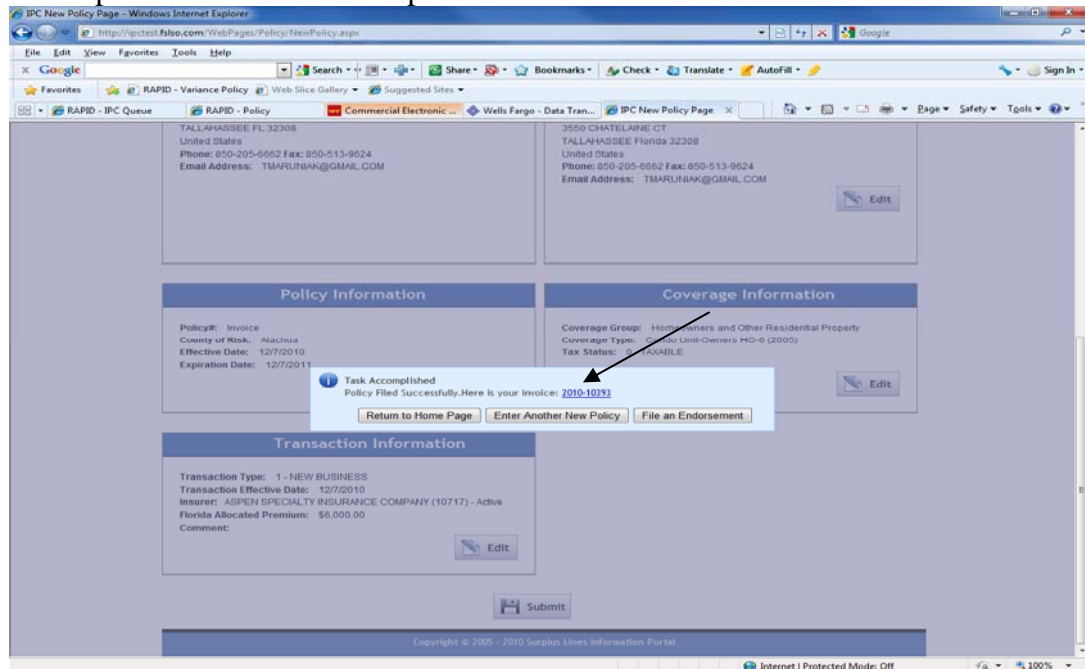 IPC New Policy Page - Windows Internet Explorer
http://ipctest.fslso.com/WebPages/Policy/NewPolicy.aspx
Google
File Edit View Favorites Tools Help
x Google Search Share Bookmarks Check Translate AutoFill Sign In
Favorites RAPID - Variance Policy Web Slice Gallery Suggested Sites
RAPID - IPC Queue RAPID - Policy Commercial Electronic ... Wells Fargo - Data Tran... IPC New Policy Page Page Safety Tools
TALLAHASSEE FL 32308
United States
Phone: 850-205-6662 Fax: 850-513-9624
Email Address: TMARUNIAK@GMAIL.COM
3550 CHATELAINE CT
TALLAHASSEE Florida 32308
United States
Phone: 850-205-6662 Fax: 850-513-9624
Email Address: TMARUNIAK@GMAIL.COM
Edit
Policy Information
Policy#: Invoice
County of Risk: Alachua
Effective Date: 12/7/2010
Expiration Date: 12/7/2011
Coverage Information
Coverage Group: Homeowners and Other Residential Property
Coverage Type: Condo Unit-Owners HO-6 (2000)
Tax Status: 0 - TAXABLE
Edit
Task Accomplished
Policy Filed Successfully.Here is your invoice: 2010-10393
Return to Home Page Enter Another New Policy File an Endorsement
Transaction Information
Transaction Type: 1 - NEW BUSINESS
Transaction Effective Date: 12/7/2010
Insurer: ASPEN SPECIALTY INSURANCE COMPANY (10717) - Active
Florida Allocated Premium: $6,000.00
Comment:
Edit
Submit
Copyright © 2005 - 2010 Surplus Lines Information Portal
Internet | Protected Mode: Off 100%